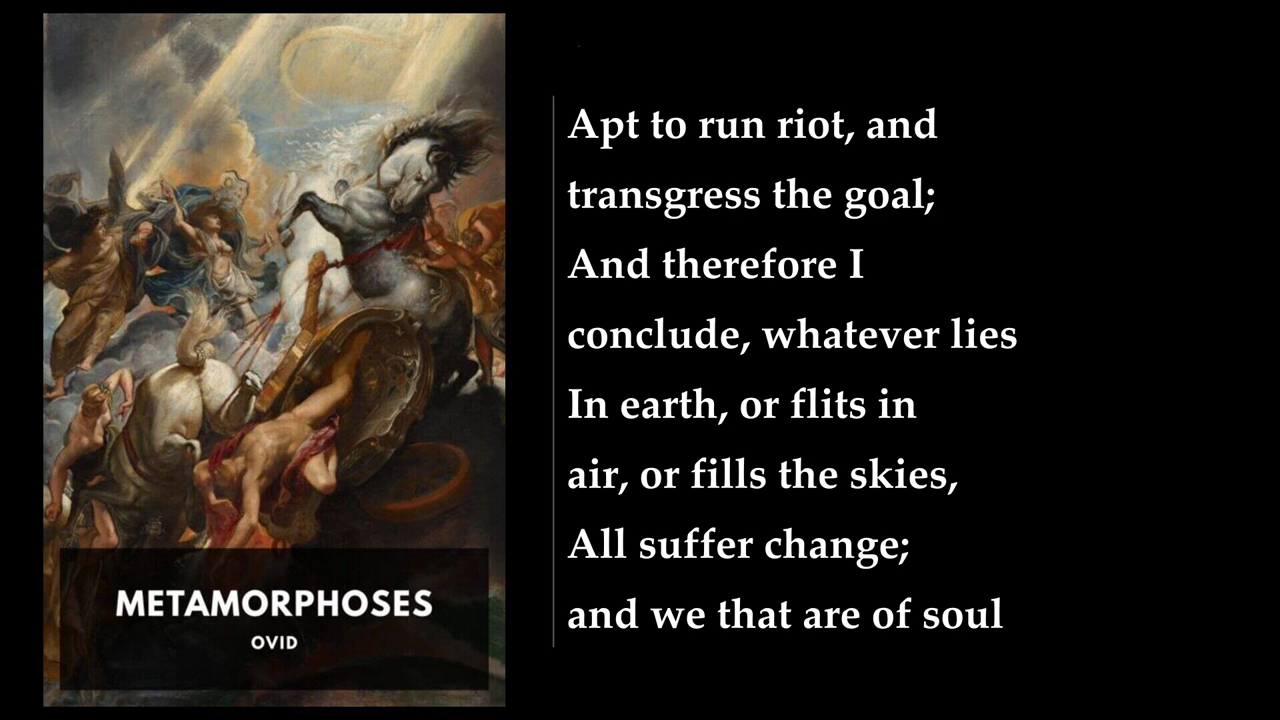 METAMORPHOSES
OVID
Apt to run riot, and
transgress the goal;
And therefore I
conclude, whatever lies
In earth, or flits in
air, or fills the skies,
All suffer change;
and we that are of soul